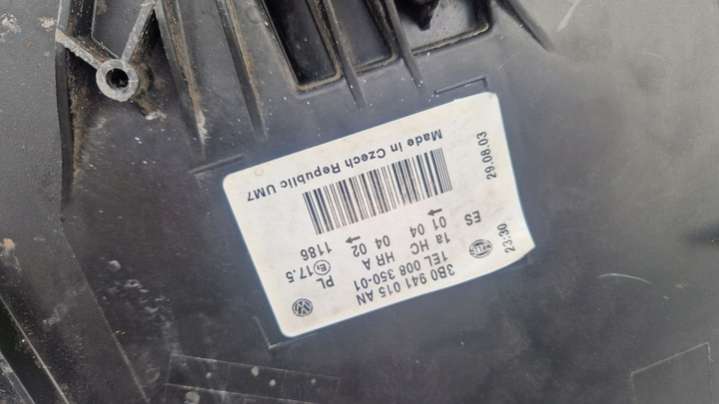 3B0 941 015 AN
1EL 008 350-01
1a HC HR A PL
01 04 04 02 E1 17.5
ES 1186
Made in Czech Republic UM7
23:30
29.08.03